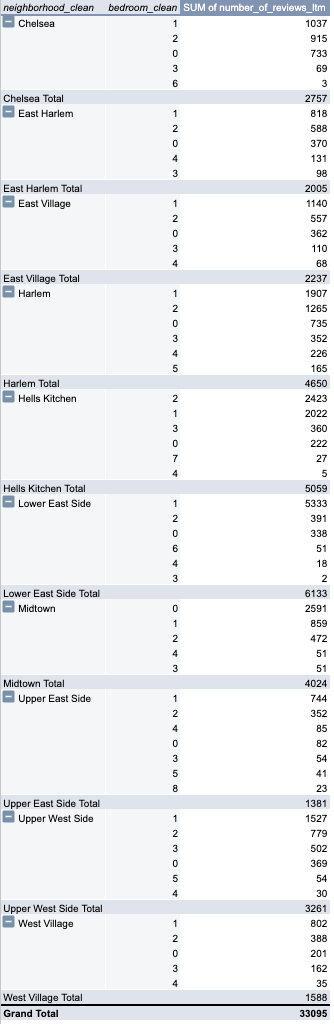 neighborhood_clean bedroom_clean SUM of number_of_reviews_ltm
Chelsea 1 1037
2 915
0 733
3 69
6 3
Chelsea Total 2757
East Harlem 1 818
2 588
0 370
4 131
3 98
East Harlem Total 2005
East Village 1 1140
2 557
0 362
3 110
4 68
East Village Total 2237
Harlem 1 1907
2 1265
0 735
3 352
4 226
5 165
Harlem Total 4650
Hells Kitchen 2 2423
1 2022
3 360
0 222
7 27
4 5
Hells Kitchen Total 5059
Lower East Side 1 5333
2 391
0 338
6 51
4 18
3 2
Lower East Side Total 6133
Midtown 0 2591
1 859
2 472
4 51
3 51
Midtown Total 4024
Upper East Side 1 744
2 352
4 85
0 82
3 54
5 41
8 23
Upper East Side Total 1381
Upper West Side 1 1527
2 779
3 502
0 369
5 54
4 30
Upper West Side Total 3261
West Village 1 802
2 388
0 201
3 162
4 35
West Village Total 1588
Grand Total 33095